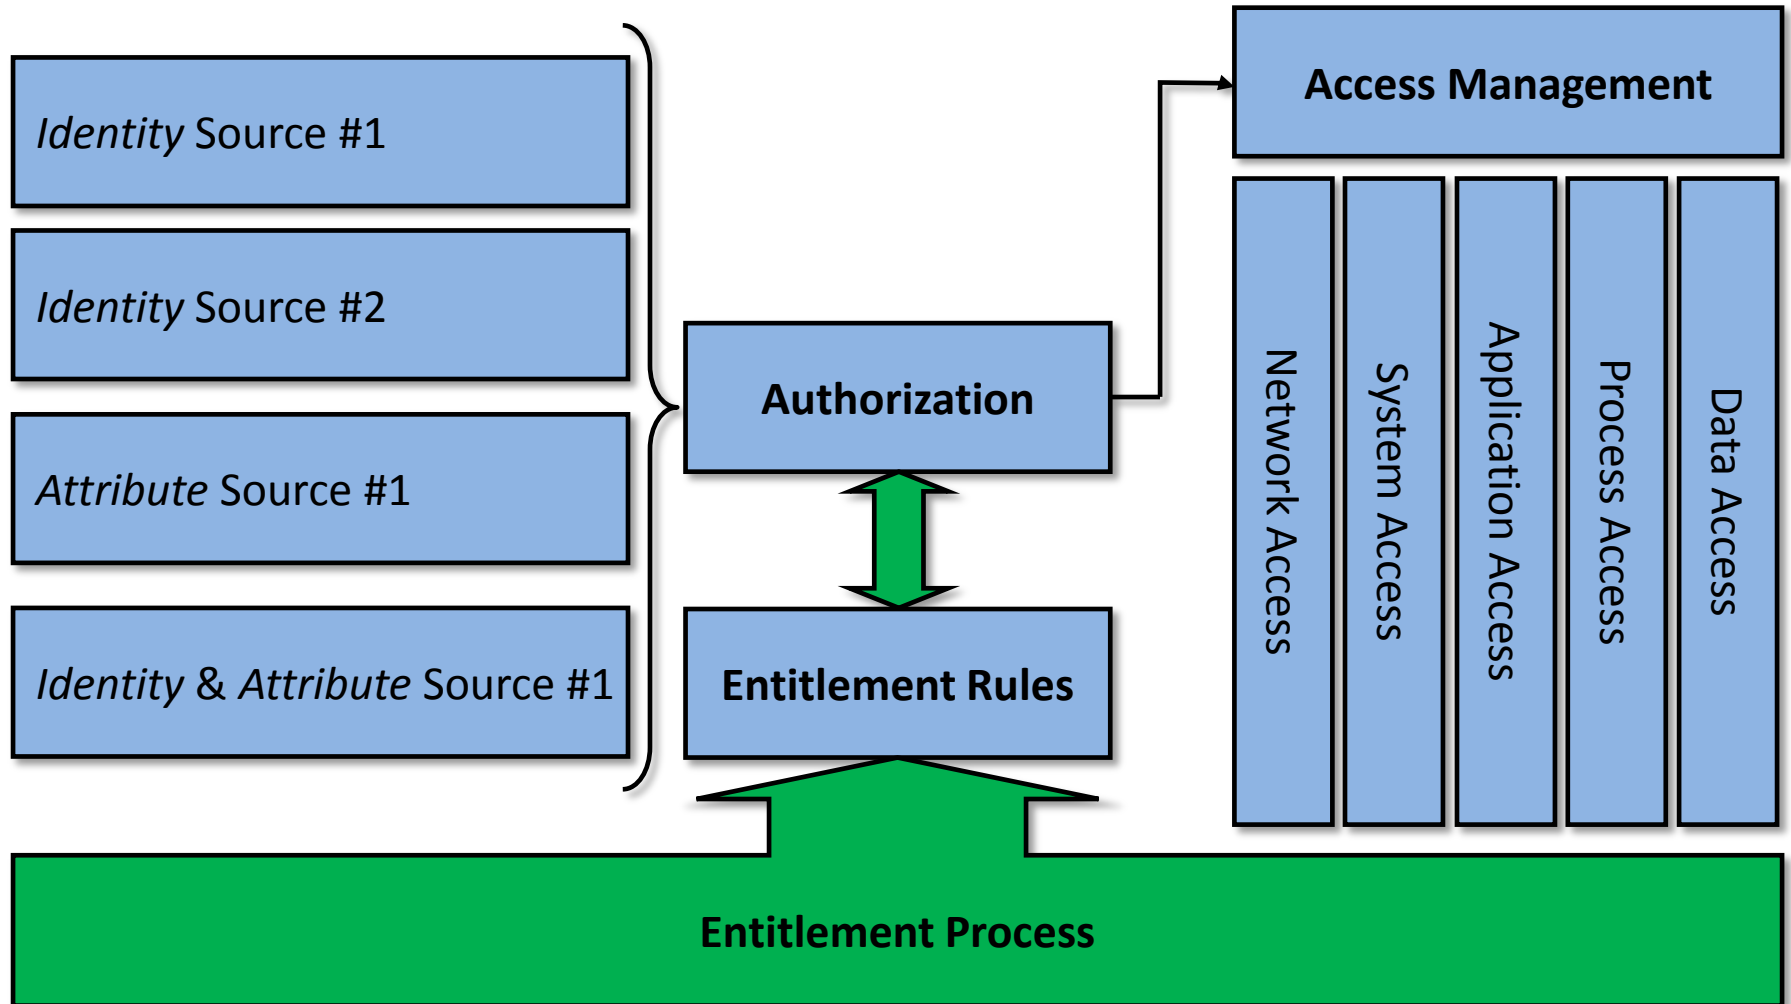 Identity Source #1
Identity Source #2
Attribute Source #1
Identity & Attribute Source #1
Authorization
Entitlement Rules
Access Management
Network Access
System Access
Application Access
Process Access
Data Access
Entitlement Process